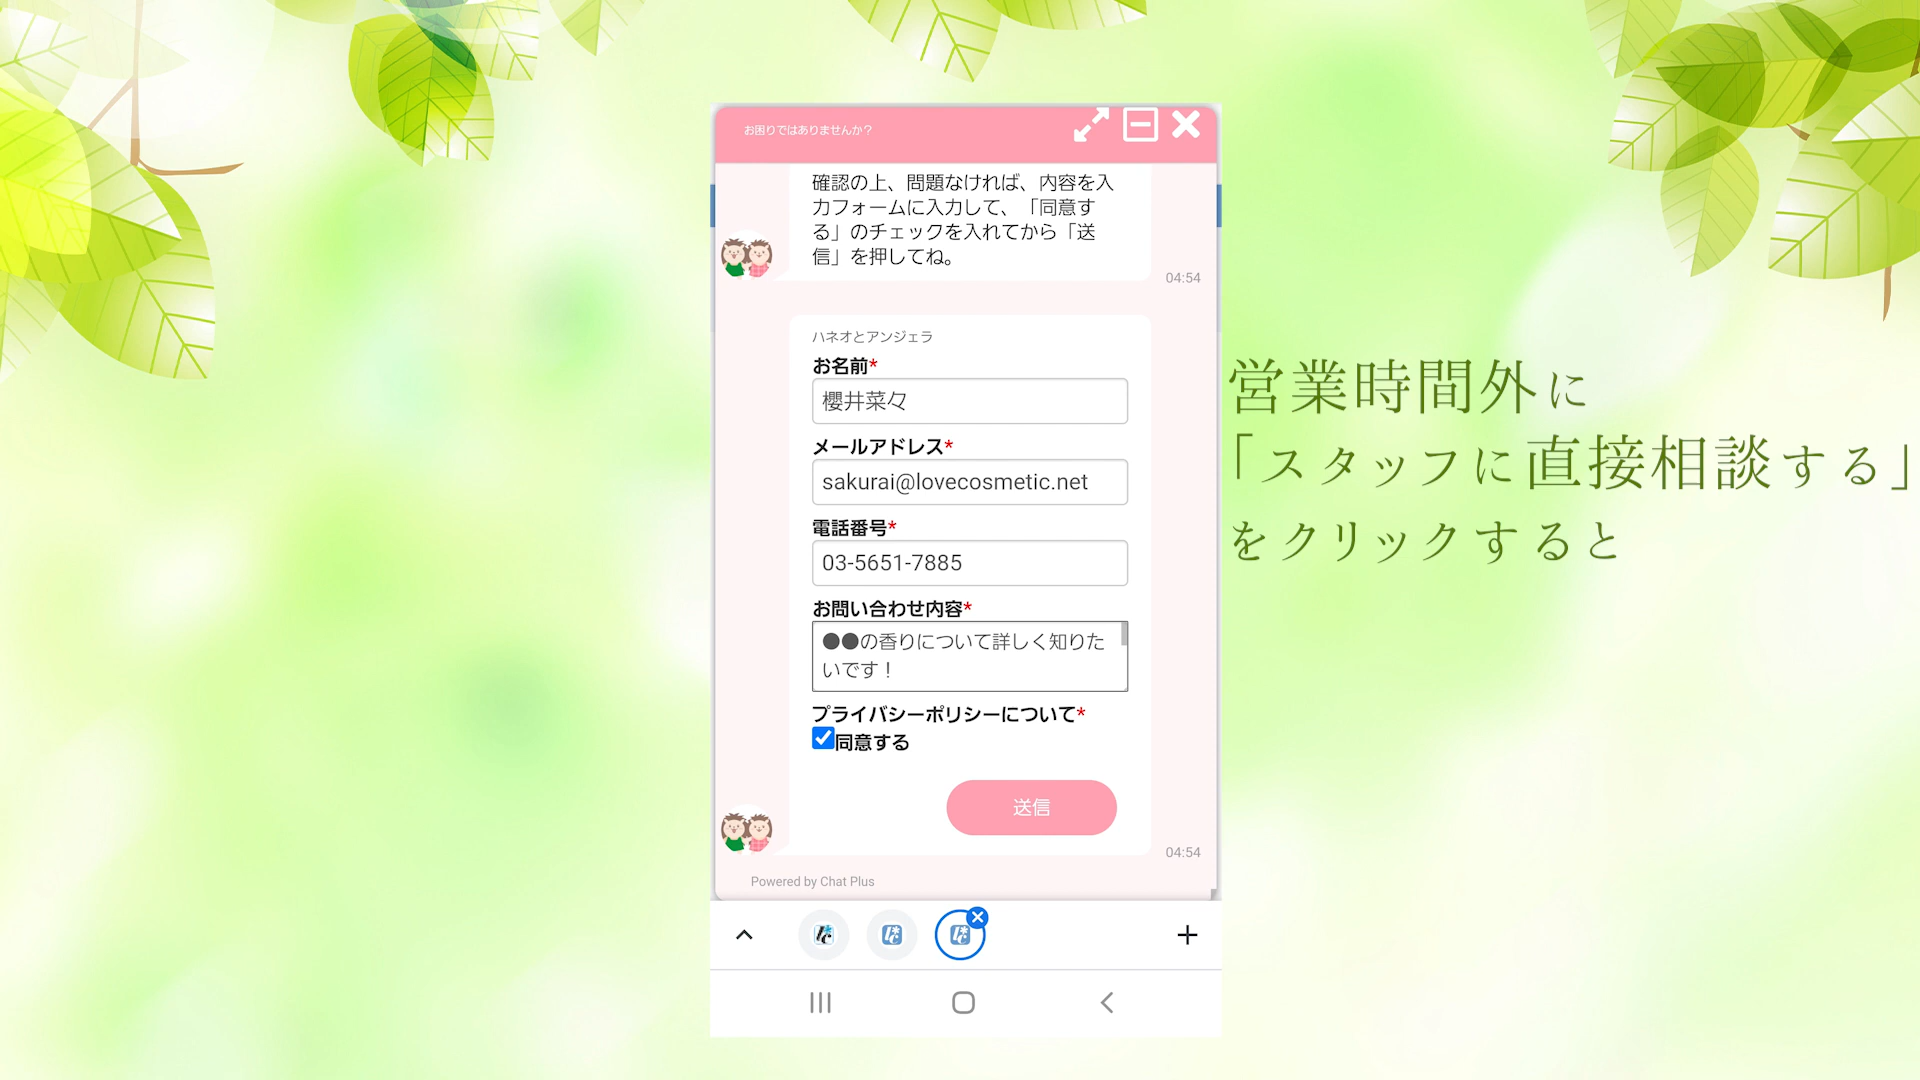 お困りではありませんか？
確認の上、問題なければ、内容を入
力フォームに入力して、「同意す
る」のチェックを入れてから「送
信」を押してね。
04:54
ハネオとアンジェラ
お名前*
櫻井菜々
メールアドレス*
sakurai@lovecosmetic.net
電話番号*
03-5651-7885
お問い合わせ内容*
●●の香りについて詳しく知りた
いです！
プライバシーポリシーについて*
同意する
送信
04:54
Powered by Chat Plus
営業時間外に
「スタッフに直接相談する」
をクリックすると